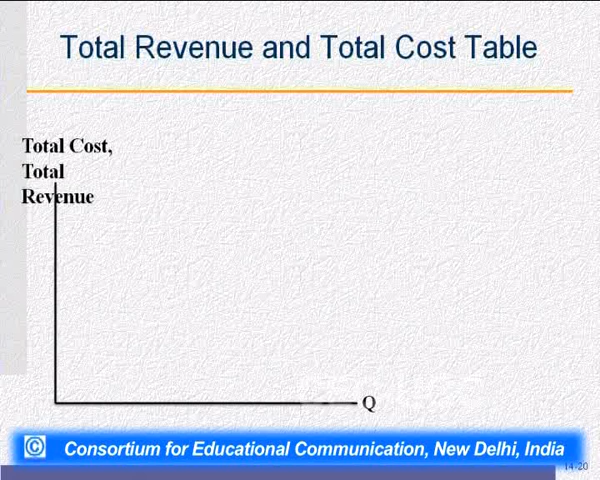 Total Revenue and Total Cost Table
Total Cost,
Total
Revenue
Q
© Consortium for Educational Communication, New Delhi, India
14-20